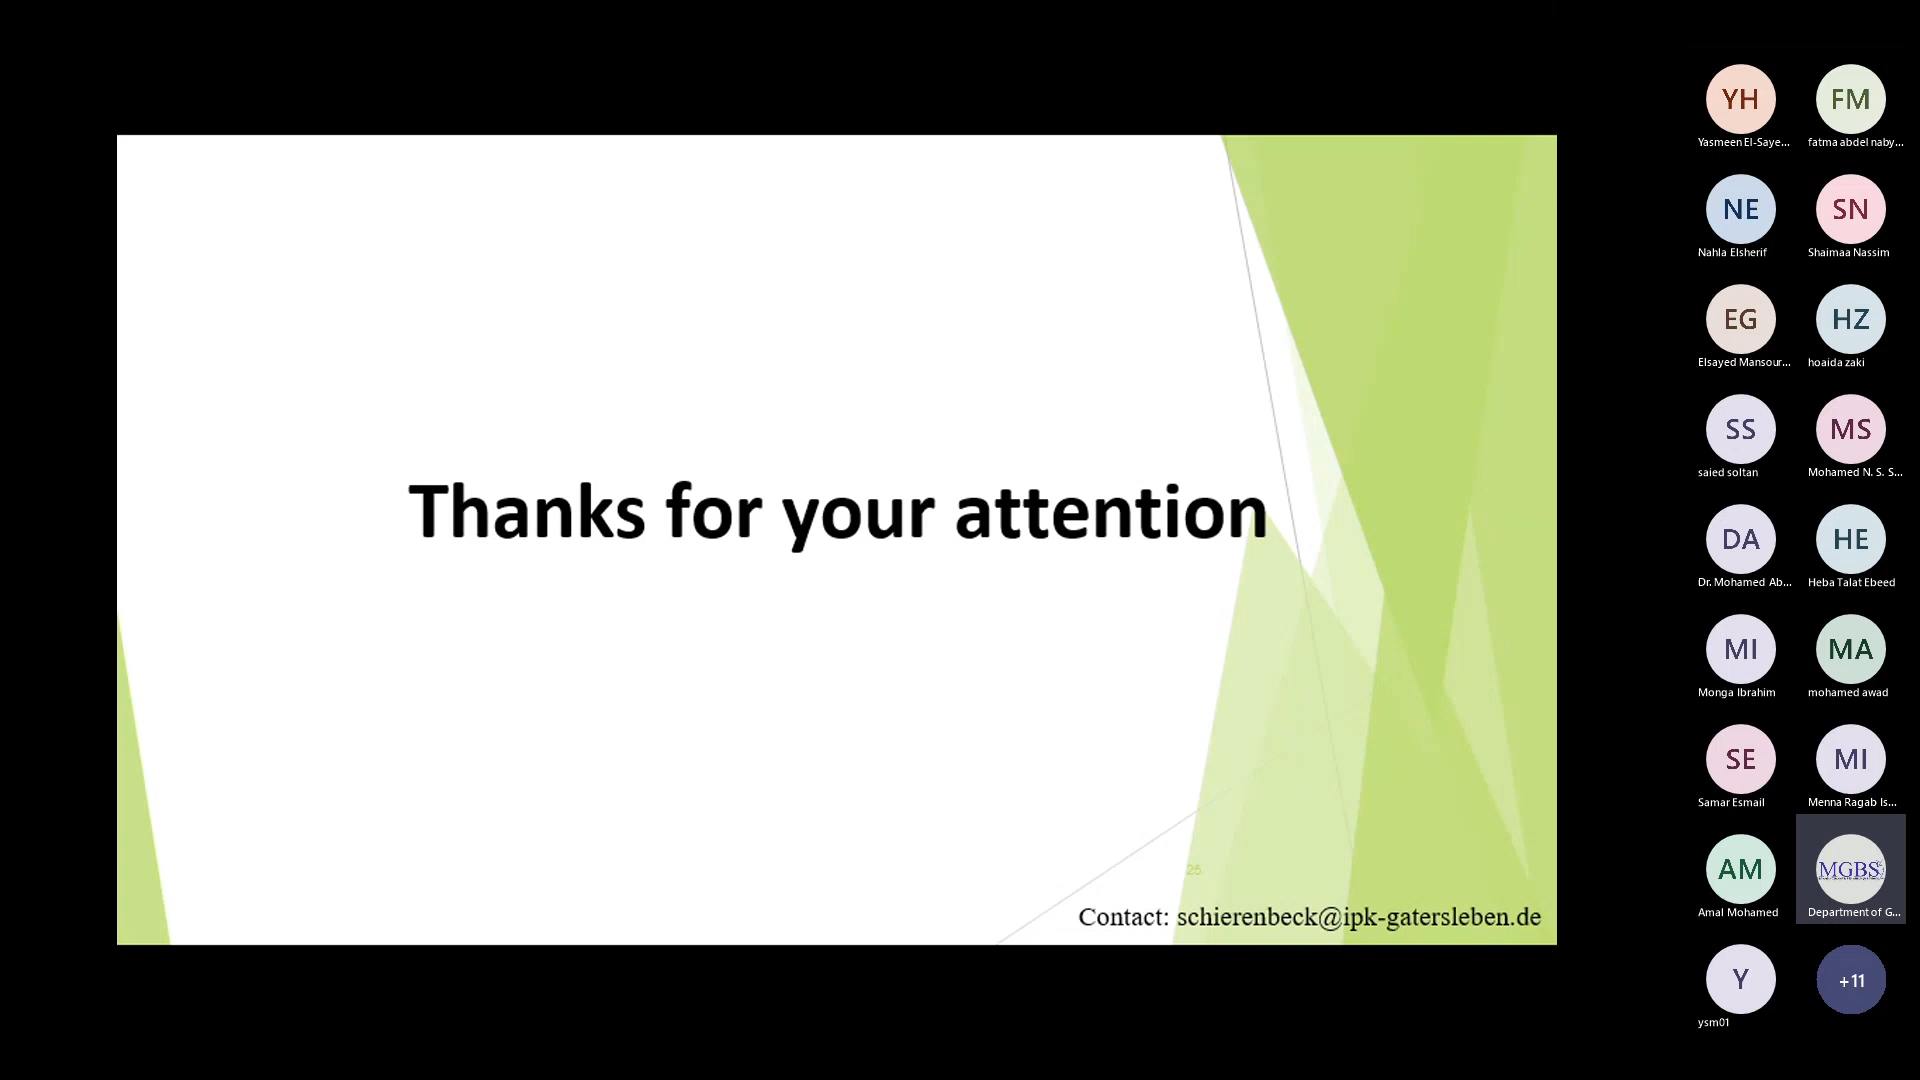 Thanks for your attention
25
Contact: schierenbeck@ipk-gatersleben.de
YH FM
Yasmeen El-Saye... fatma abdel naby...
NE SN
Nahla Elsherif Shaimaa Nassim
EG HZ
Elsayed Mansour... hoaida zaki
SS MS
saied soltan Mohamed N. S. S...
DA HE
Dr. Mohamed Ab... Heba Talat Ebeed
MI MA
Monga Ibrahim mohamed awad
SE MI
Samar Esmail Menna Ragab Is...
AM MGBS
Amal Mohamed Department of G...
Y +11
ysm01